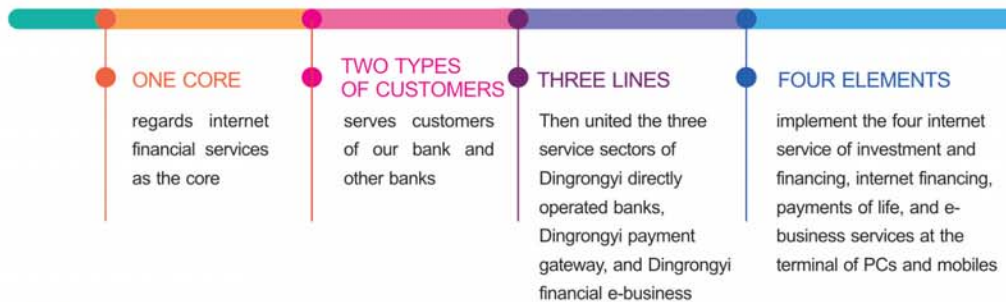 ONE CORE
regards internet
financial services
as the core
TWO TYPES
OF CUSTOMERS
serves customers
of our bank and
other banks
THREE LINES
Then united the three
service sectors of
Dingrongyi directly
operated banks,
Dingrongyi payment
gateway, and Dingrongyi
financial e-business
FOUR ELEMENTS
implement the four internet
service of investment and
financing, internet financing,
payments of life, and e-
business services at the
terminal of PCs and mobiles